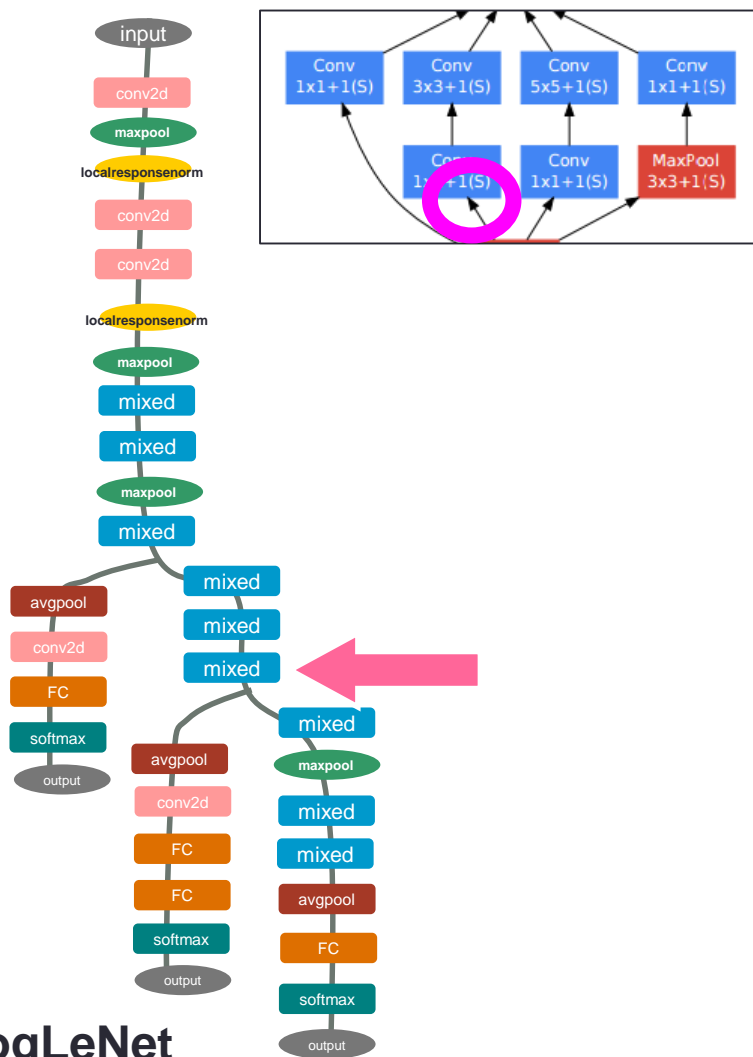 input
conv2d
maxpool
localresponsenorm
conv2d
conv2d
localresponsenorm
maxpool
mixed
mixed
maxpool
mixed
avgpool
conv2d
FC
softmax
output
mixed
mixed
mixed
avgpool
conv2d
FC
FC
softmax
output
mixed
maxpool
mixed
mixed
avgpool
FC
softmax
output
Conv
1x1+1(S)
Conv
3x3+1(S)
Conv
5x5+1(S)
Conv
1x1+1(S)
Conv
Conv
1x1+1(S)
MaxPool
3x3+1(S)